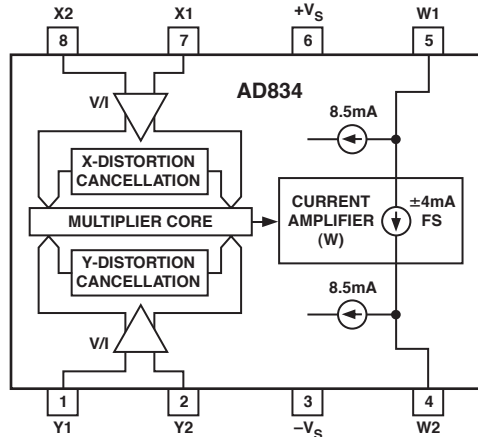 X2 X1 +VS W1
8 7 6 5
AD834
V/I
8.5mA
X-DISTORTION
CANCELLATION
MULTIPLIER CORE
CURRENT
AMPLIFIER
(W)
±4mA
FS
Y-DISTORTION
CANCELLATION
8.5mA
V/I
1 2 3 4
Y1 Y2 –VS W2